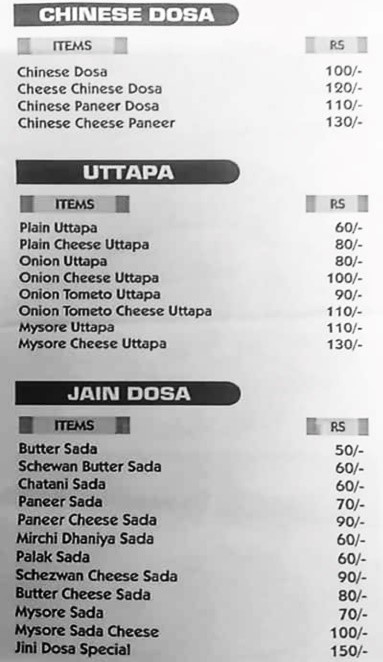 CHINESE DOSA
ITEMS RS
Chinese Dosa 100/-
Cheese Chinese Dosa 120/-
Chinese Paneer Dosa 110/-
Chinese Cheese Paneer 130/-
UTTAPA
ITEMS RS
Plain Uttapa 60/-
Plain Cheese Uttapa 80/-
Onion Uttapa 80/-
Onion Cheese Uttapa 100/-
Onion Tometo Uttapa 90/-
Onion Tometo Cheese Uttapa 110/-
Mysore Uttapa 110/-
Mysore Cheese Uttapa 130/-
JAIN DOSA
ITEMS RS
Butter Sada 50/-
Schewan Butter Sada 60/-
Chatani Sada 60/-
Paneer Sada 70/-
Paneer Cheese Sada 90/-
Mirchi Dhaniya Sada 60/-
Palak Sada 60/-
Schezwan Cheese Sada 90/-
Butter Cheese Sada 80/-
Mysore Sada 70/-
Mysore Sada Cheese 100/-
Jini Dosa Special 150/-